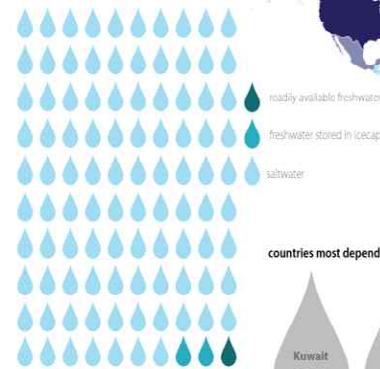 readily available freshwater
freshwater stored in icecap
saltwater
countries most depend
Kuwait